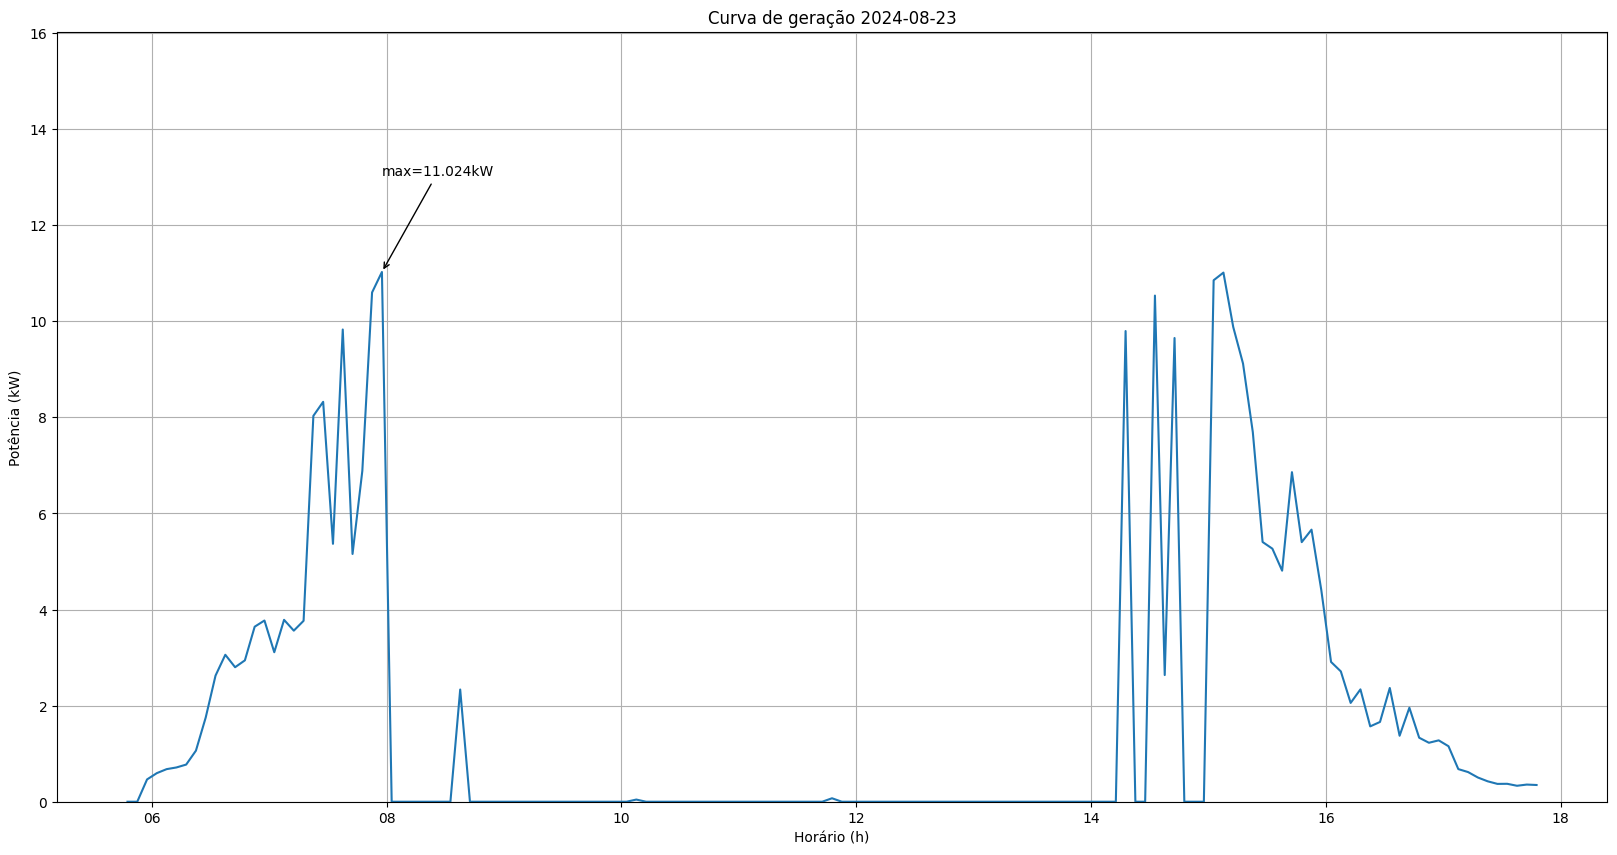 Curva de geração 2024-08-23
16
14
max=11.024kW
12
10
8
6
4
2
0
Potência (kW)
06 08 10 12 14 16 18
Horário (h)